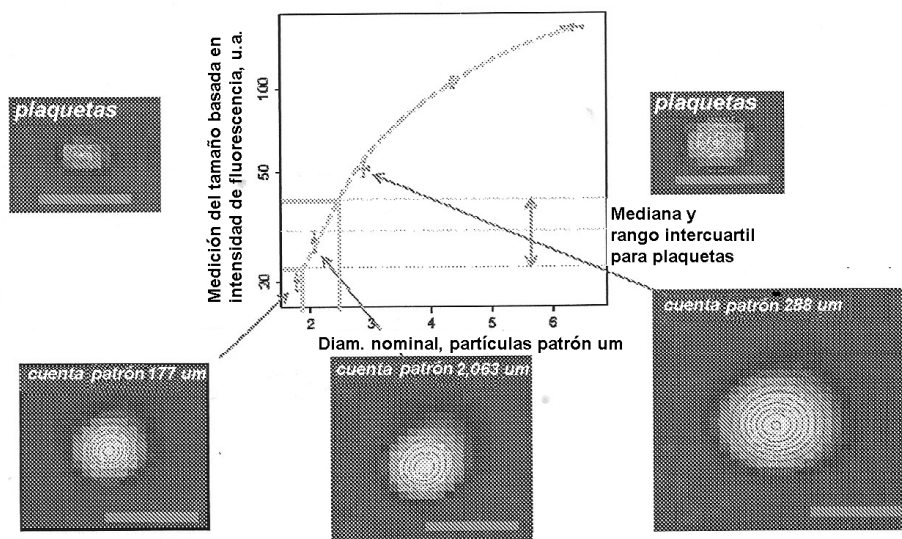 Medición del tamaño basada en
intensidad de fluorescencia, u.a.
100
50
20
2
3
4
5
6
Diam. nominal, partículas patrón um
plaquetas
plaquetas
Mediana y
rango intercuartil
para plaquetas
cuenta patrón 177 um
cuenta patrón 2,063 um
cuenta patrón 288 um